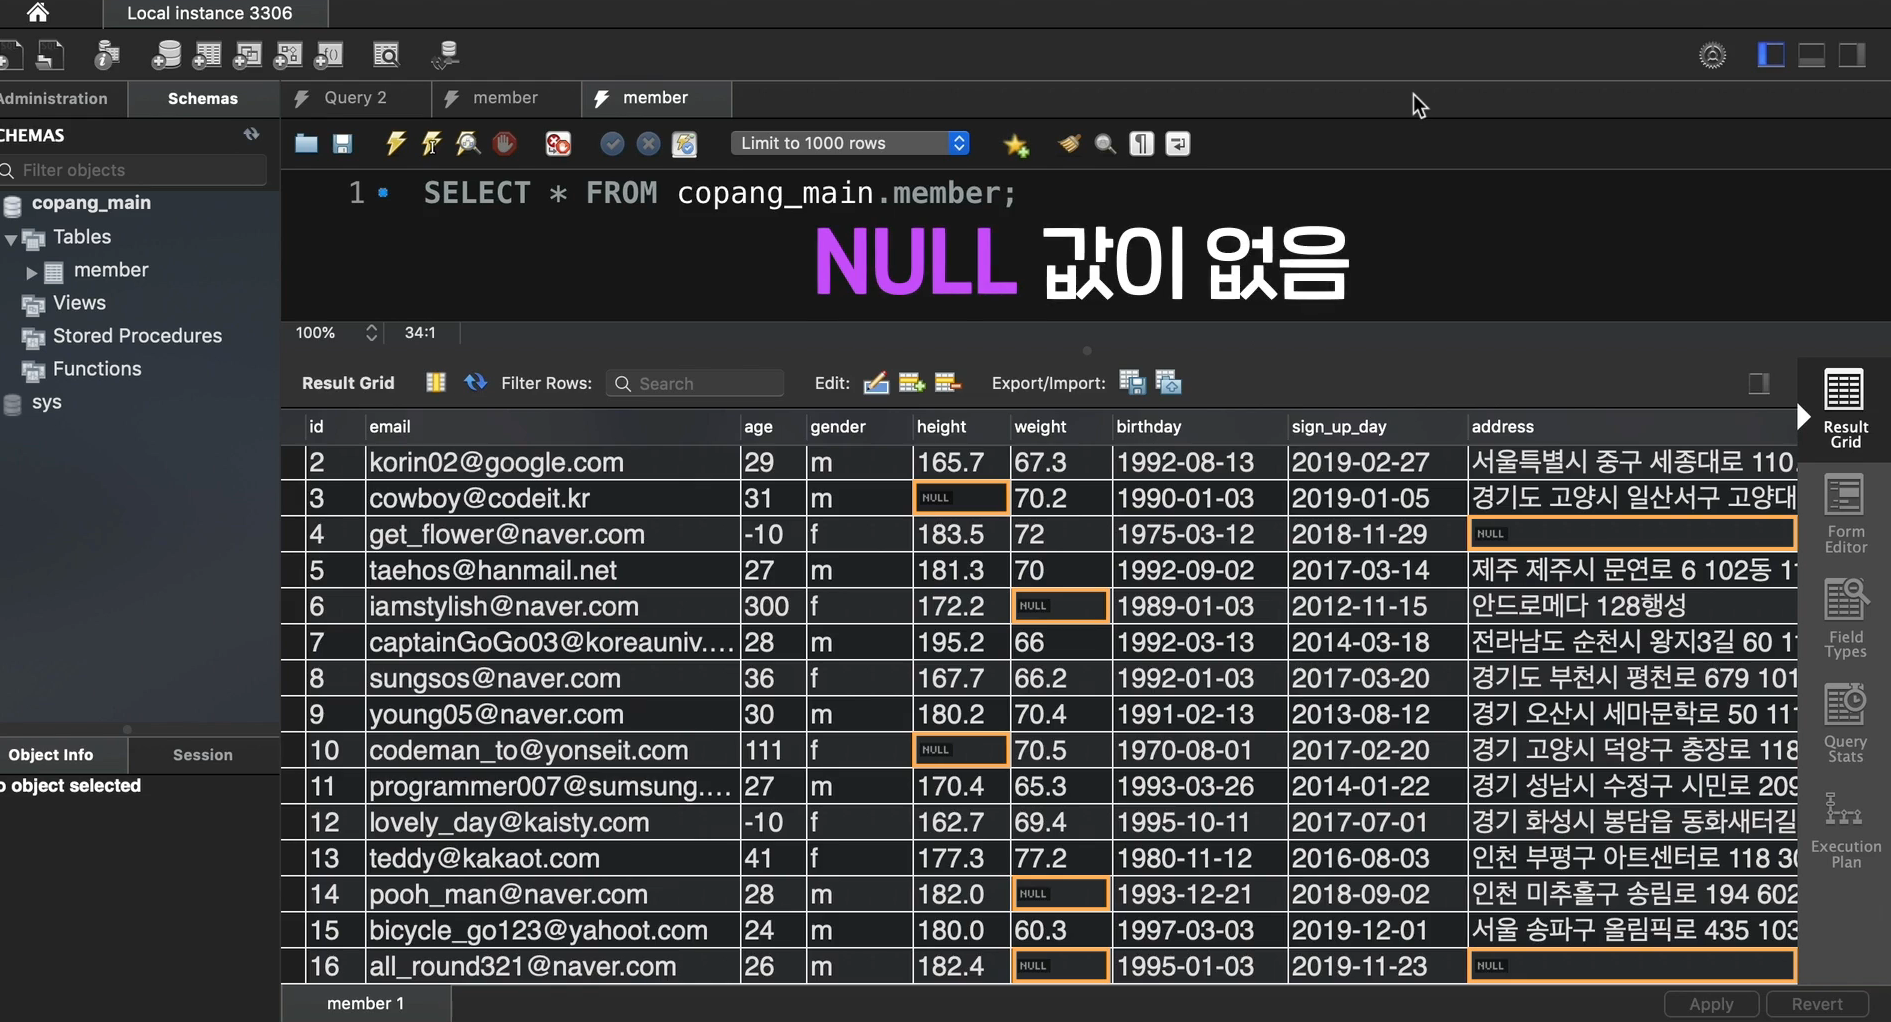 Local instance 3306
Administration
Schemas
Query 2
member
member
CHEMAS
Filter objects
Limit to 1000 rows
copang_main
Tables
member
Views
Stored Procedures
Functions
sys
1 SELECT * FROM copang_main.member;
NULL 값이 없음
100% 34:1
Result Grid Filter Rows: Search Edit: Export/Import:
id email age gender height weight birthday sign_up_day address
2 korin02@google.com 29 m 165.7 67.3 1992-08-13 2019-02-27 서울특별시 중구 세종대로 110.
3 cowboy@codeit.kr 31 m NULL 70.2 1990-01-03 2019-01-05 경기도 고양시 일산서구 고양대
4 get_flower@naver.com -10 f 183.5 72 1975-03-12 2018-11-29 NULL
5 taehos@hanmail.net 27 m 181.3 70 1992-09-02 2017-03-14 제주 제주시 문연로 6 102동 11
6 iamstylish@naver.com 300 f 172.2 NULL 1989-01-03 2012-11-15 안드로메다 128행성
7 captainGoGo03@koreauniv.... 28 m 195.2 66 1992-03-13 2014-03-18 전라남도 순천시 왕지3길 60 11
8 sungsos@naver.com 36 f 167.7 66.2 1992-01-03 2017-03-20 경기도 부천시 평천로 679 101
9 young05@naver.com 30 m 180.2 70.4 1991-02-13 2013-08-12 경기 오산시 세마문학로 50 111
10 codeman_to@yonseit.com 111 f NULL 70.5 1970-08-01 2017-02-20 경기 고양시 덕양구 충장로 118
11 programmer007@sumsung.... 27 m 170.4 65.3 1993-03-26 2014-01-22 경기 성남시 수정구 시민로 209
12 lovely_day@kaisty.com -10 f 162.7 69.4 1995-10-11 2017-07-01 경기 화성시 봉담읍 동화새터길
13 teddy@kakaot.com 41 f 177.3 77.2 1980-11-12 2016-08-03 인천 부평구 아트센터로 118 30
14 pooh_man@naver.com 28 m 182.0 NULL 1993-12-21 2018-09-02 인천 미추홀구 송림로 194 602
15 bicycle_go123@yahoot.com 24 m 180.0 60.3 1997-03-03 2019-12-01 서울 송파구 올림픽로 435 103
16 all_round321@naver.com 26 m 182.4 NULL 1995-01-03 2019-11-23 NULL
Result
Grid
Form
Editor
Field
Types
Query
Stats
Execution
Plan
Object Info
Session
o object selected
member 1
Apply
Revert